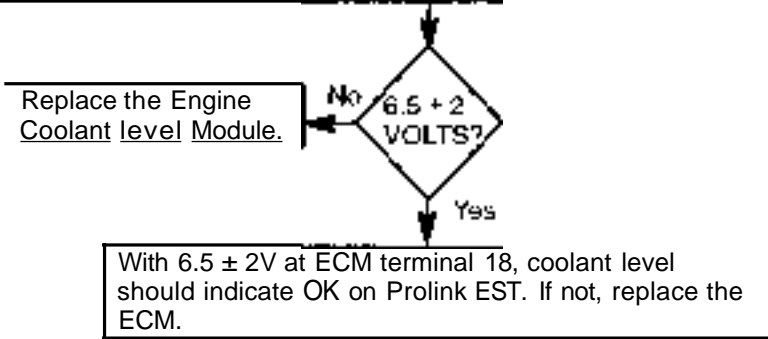 No
6.5 + 2
VOLTS?
Replace the Engine
Coolant level Module.
Yes
With 6.5 ± 2V at ECM terminal 18, coolant level
should indicate OK on Prolink EST. If not, replace the
ECM.